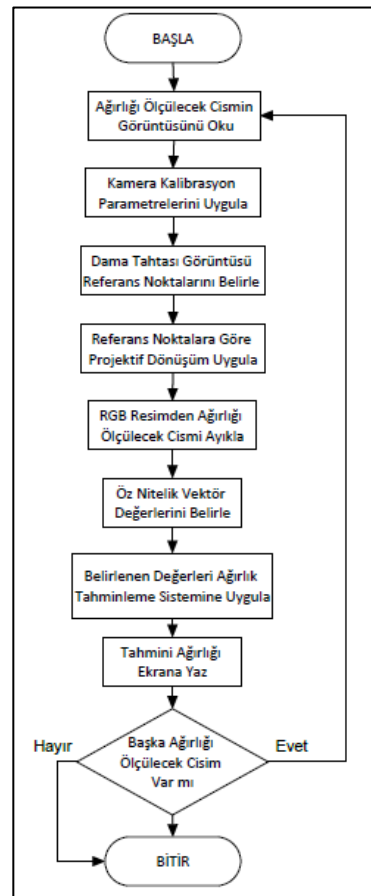 BAŞLA
Ağırlığı Ölçülecek Cismin
Görüntüsünü Oku
Kamera Kalibrasyon
Parametrelerini Uygula
Dama Tahtası Görüntüsü
Referans Noktalarını Belirle
Referans Noktalara Göre
Projektif Dönüşüm Uygula
RGB Resimden Ağırlığı
Ölçülecek Cismi Ayıkla
Öz Nitelik Vektör
Değerlerini Belirle
Belirlenen Değerleri Ağırlık
Tahminleme Sistemine Uygula
Tahmini Ağırlığı
Ekrana Yaz
Hayır
Başka Ağırlığı
Ölçülecek Cisim
Var mı
Evet
BİTİR